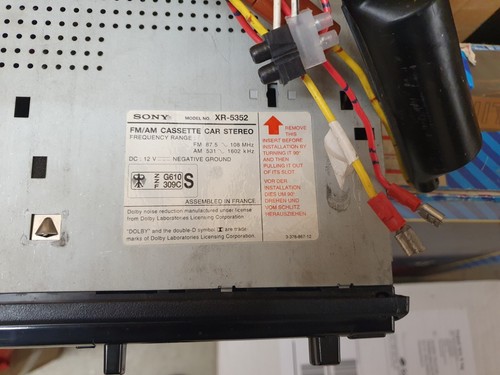 SONY MODEL NO. XR-5352
FM/AM CASSETTE CAR STEREO
FREQUENCY RANGE:
FM 87.5 108 MHz
AM 531 1602 kHz
DC: 12 V NEGATIVE GROUND
G610
309C
S
ASSEMBLED IN FRANCE
Dolby noise reduction manufactured under license
from Dolby Laboratories Licensing Corporation.
"DOLBY" and the double-D symbol are trade-
marks of Dolby Laboratories Licensing Corporation.
REMOVE
THIS
INSERT BEFORE
INSTALLATION BY
TURNING IT 90°
AND THEN
PULLING IT OUT
OF ITS SLOT
VOR DER
INSTALLATION
DIES UM 90°
DREHEN UND
VOM SCHLITZ
HERAUSZIEHEN